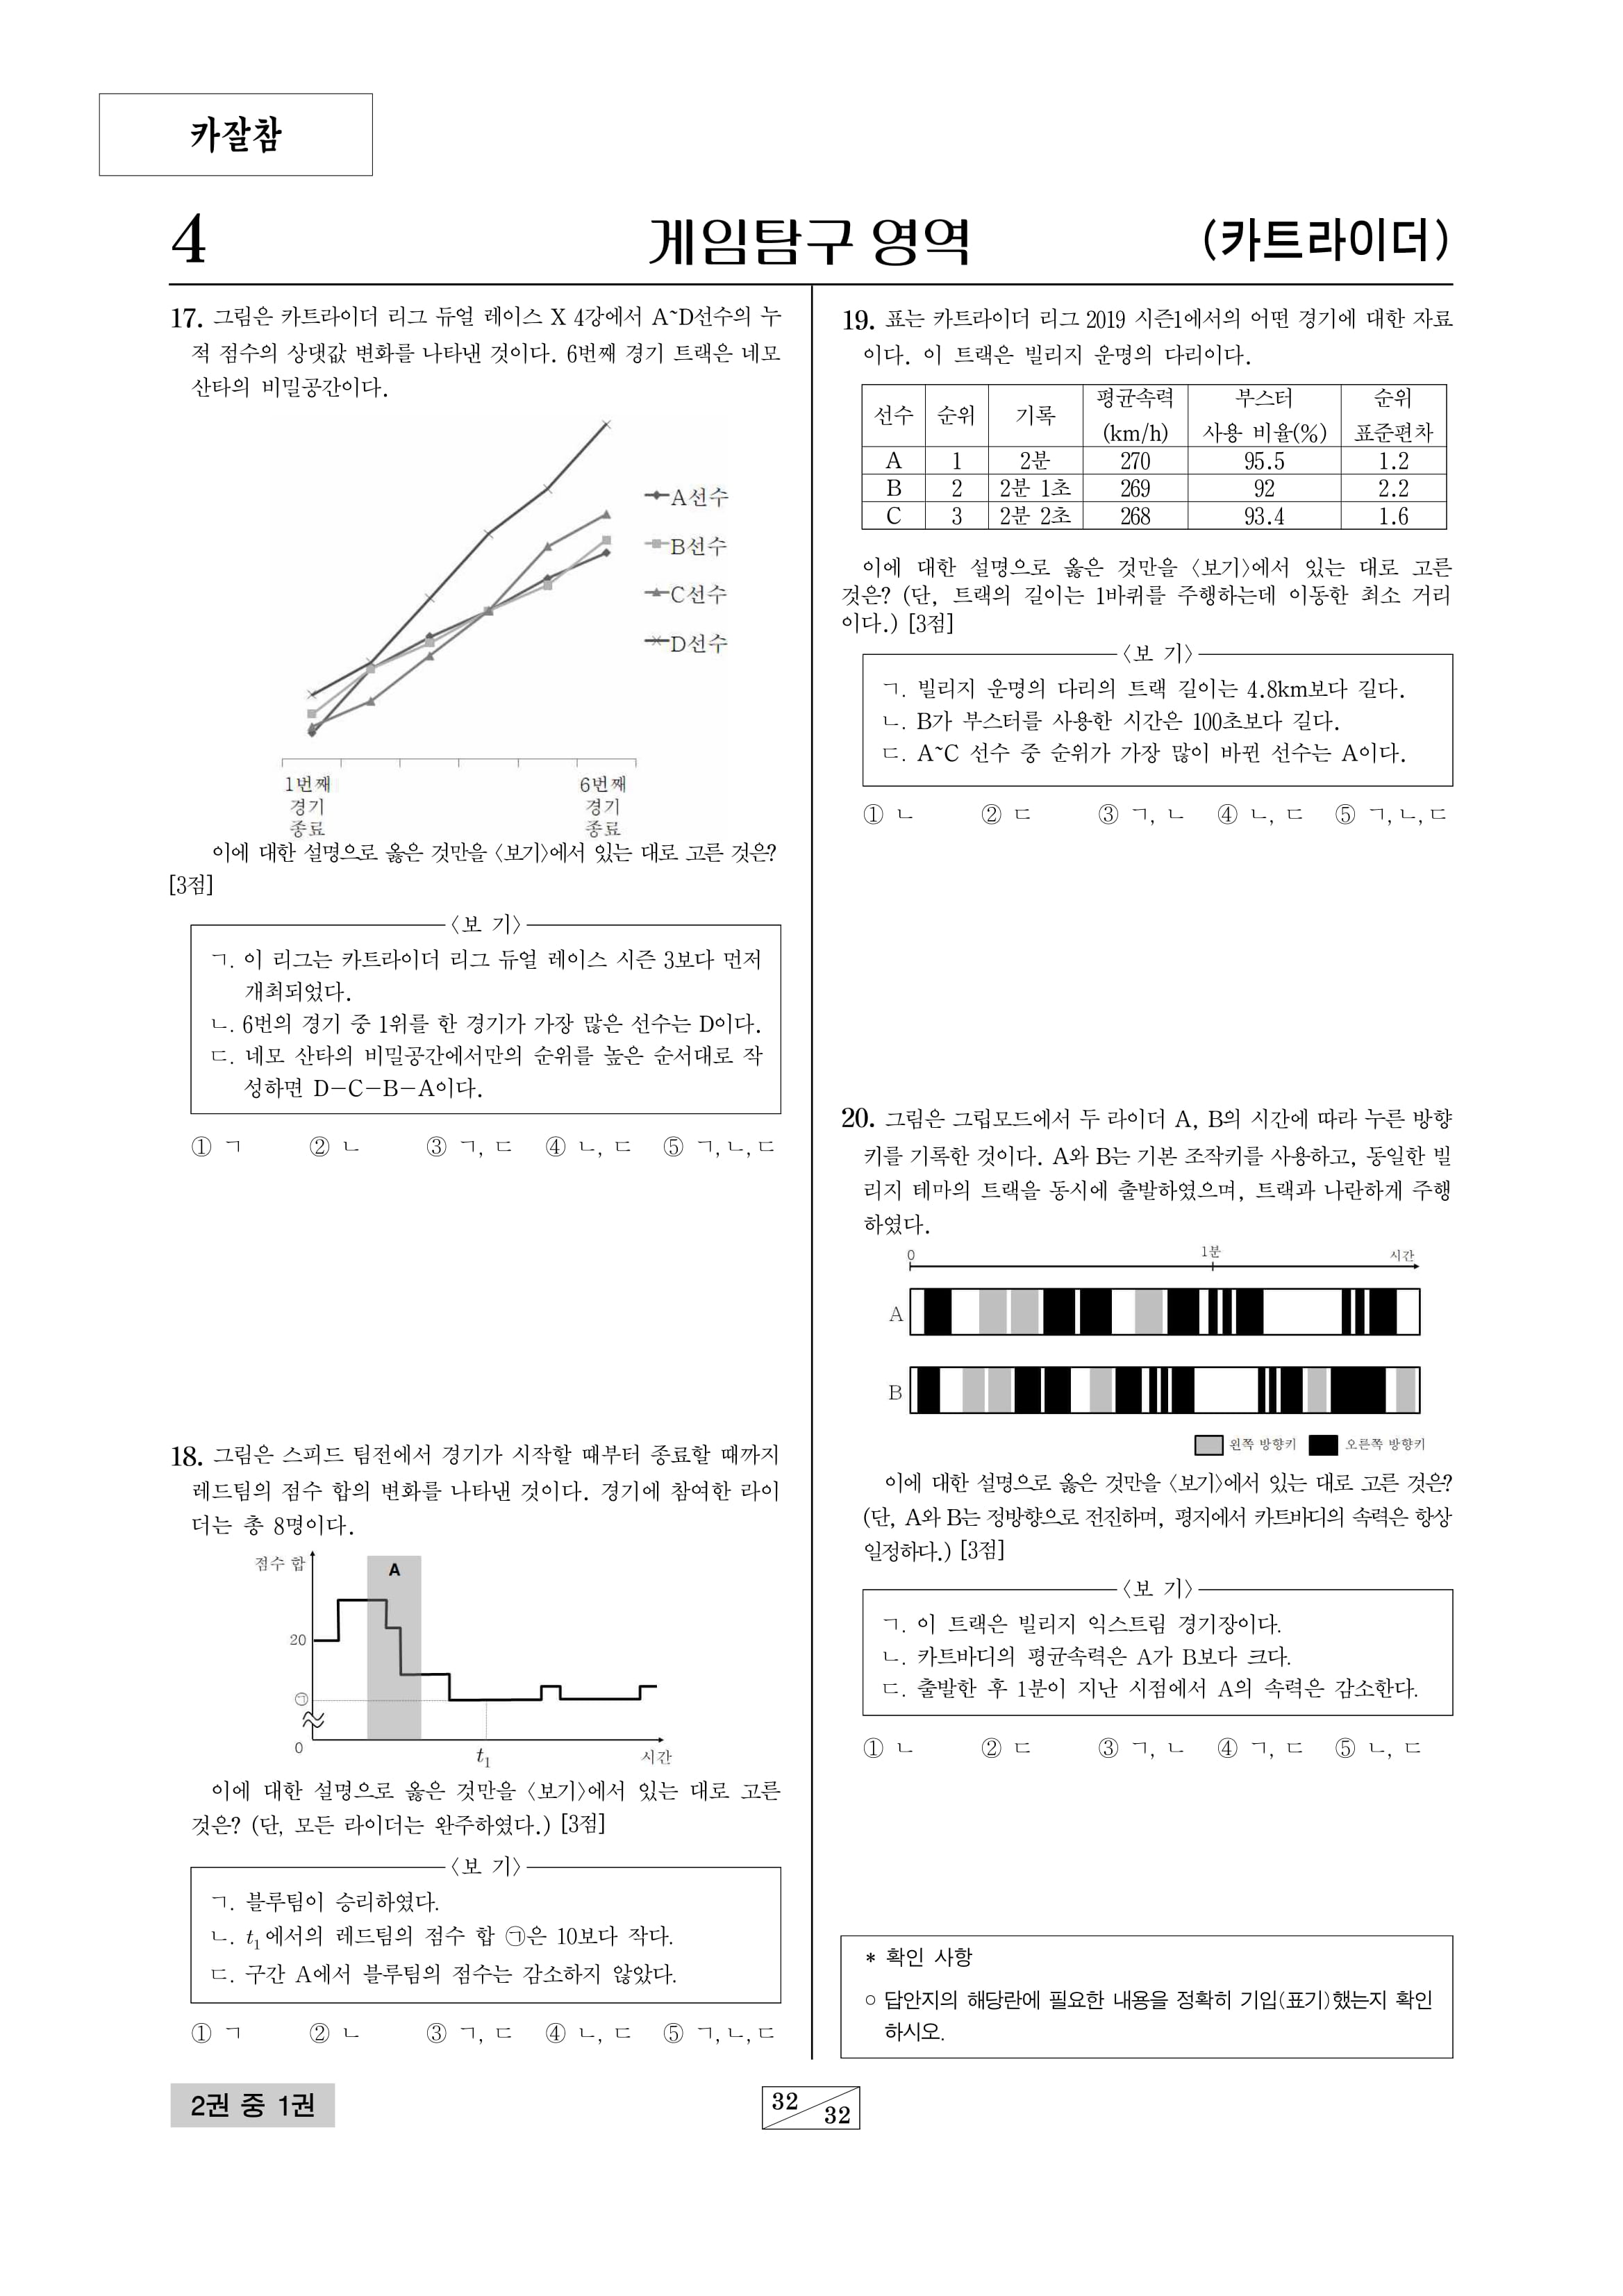 카잘참
4
게임탐구 영역
(카트라이더)
17. 그림은 카트라이더 리그 듀얼 레이스 X 4강에서 A~D선수의 누
적 점수의 상댓값 변화를 나타낸 것이다. 6번째 경기 트랙은 네모
산타의 비밀공간이다.
A선수
B선수
C선수
D선수
1번째
경기
종료
6번째
경기
종료
이에 대한 설명으로 옳은 것만을 〈보기〉에서 있는 대로 고른 것은?
[3점]
〈보 기〉
ㄱ. 이 리그는 카트라이더 리그 듀얼 레이스 시즌 3보다 먼저
개최되었다.
ㄴ. 6번의 경기 중 1위를 한 경기가 가장 많은 선수는 D이다.
ㄷ. 네모 산타의 비밀공간에서만의 순위를 높은 순서대로 작
성하면 D-C-B-A이다.
① ㄱ ② ㄴ ③ ㄱ, ㄷ ④ ㄴ, ㄷ ⑤ ㄱ,ㄴ,ㄷ
18. 그림은 스피드 팀전에서 경기가 시작할 때부터 종료할 때까지
레드팀의 점수 합의 변화를 나타낸 것이다. 경기에 참여한 라이
더는 총 8명이다.
점수 합
A
20
㉠
0
t₁
시간
이에 대한 설명으로 옳은 것만을 〈보기〉에서 있는 대로 고른
것은? (단, 모든 라이더는 완주하였다.) [3점]
〈보 기〉
ㄱ. 블루팀이 승리하였다.
ㄴ. t₁에서의 레드팀의 점수 합 ㉠은 10보다 작다.
ㄷ. 구간 A에서 블루팀의 점수는 감소하지 않았다.
① ㄱ ② ㄴ ③ ㄱ, ㄷ ④ ㄴ, ㄷ ⑤ ㄱ,ㄴ,ㄷ
19. 표는 카트라이더 리그 2019 시즌1에서의 어떤 경기에 대한 자료
이다. 이 트랙은 빌리지 운명의 다리이다.
선수 순위 기록 평균속력 (km/h) 부스터 사용 비율(%) 순위 표준편차
A 1 2분 270 95.5 1.2
B 2 2분 1초 269 92 2.2
C 3 2분 2초 268 93.4 1.6
이에 대한 설명으로 옳은 것만을 〈보기〉에서 있는 대로 고른
것은? (단, 트랙의 길이는 1바퀴를 주행하는데 이동한 최소 거리
이다.) [3점]
〈보 기〉
ㄱ. 빌리지 운명의 다리의 트랙 길이는 4.8km보다 길다.
ㄴ. B가 부스터를 사용한 시간은 100초보다 길다.
ㄷ. A~C 선수 중 순위가 가장 많이 바뀐 선수는 A이다.
① ㄴ ② ㄷ ③ ㄱ, ㄴ ④ ㄴ, ㄷ ⑤ ㄱ,ㄴ,ㄷ
20. 그림은 그립모드에서 두 라이더 A, B의 시간에 따라 누른 방향
키를 기록한 것이다. A와 B는 기본 조작키를 사용하고, 동일한 빌
리지 테마의 트랙을 동시에 출발하였으며, 트랙과 나란하게 주행
하였다.
0 1분 시간
A
B
왼쪽 방향키 오른쪽 방향키
이에 대한 설명으로 옳은 것만을 〈보기〉에서 있는 대로 고른 것은?
(단, A와 B는 정방향으로 전진하며, 평지에서 카트바디의 속력은 항상
일정하다.) [3점]
〈보 기〉
ㄱ. 이 트랙은 빌리지 익스트림 경기장이다.
ㄴ. 카트바디의 평균속력은 A가 B보다 크다.
ㄷ. 출발한 후 1분이 지난 시점에서 A의 속력은 감소한다.
① ㄴ ② ㄷ ③ ㄱ, ㄴ ④ ㄱ, ㄷ ⑤ ㄴ, ㄷ
* 확인 사항
○ 답안지의 해당란에 필요한 내용을 정확히 기입(표기)했는지 확인
하시오.
2권 중 1권
32
32